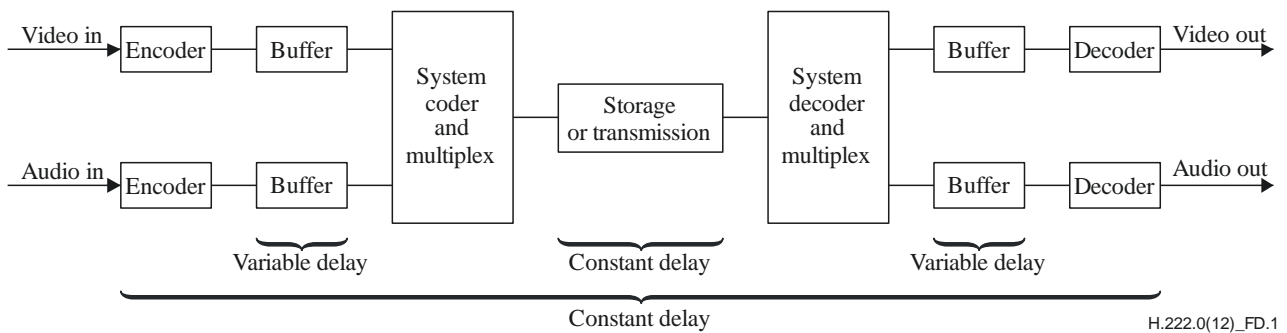 Video in
Encoder
Buffer
System
coder
and
multiplex
Storage
or transmission
System
decoder
and
multiplex
Buffer
Decoder
Video out
Audio in
Encoder
Buffer
Buffer
Decoder
Audio out
Variable delay
Constant delay
Variable delay
Constant delay
H.222.0(12)_FD.1